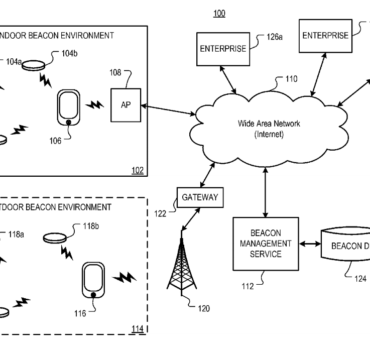 100
NDOOR BEACON ENVIRONMENT
104a
104b
108
AP
106
102
ENTERPRISE
126a
ENTERPRISE
110
Wide Area Network
(Internet)
TDOOR BEACON ENVIRONMENT
118a
118b
116
114
GATEWAY
122
120
BEACON
MANAGEMENT
SERVICE
112
BEACON D
124